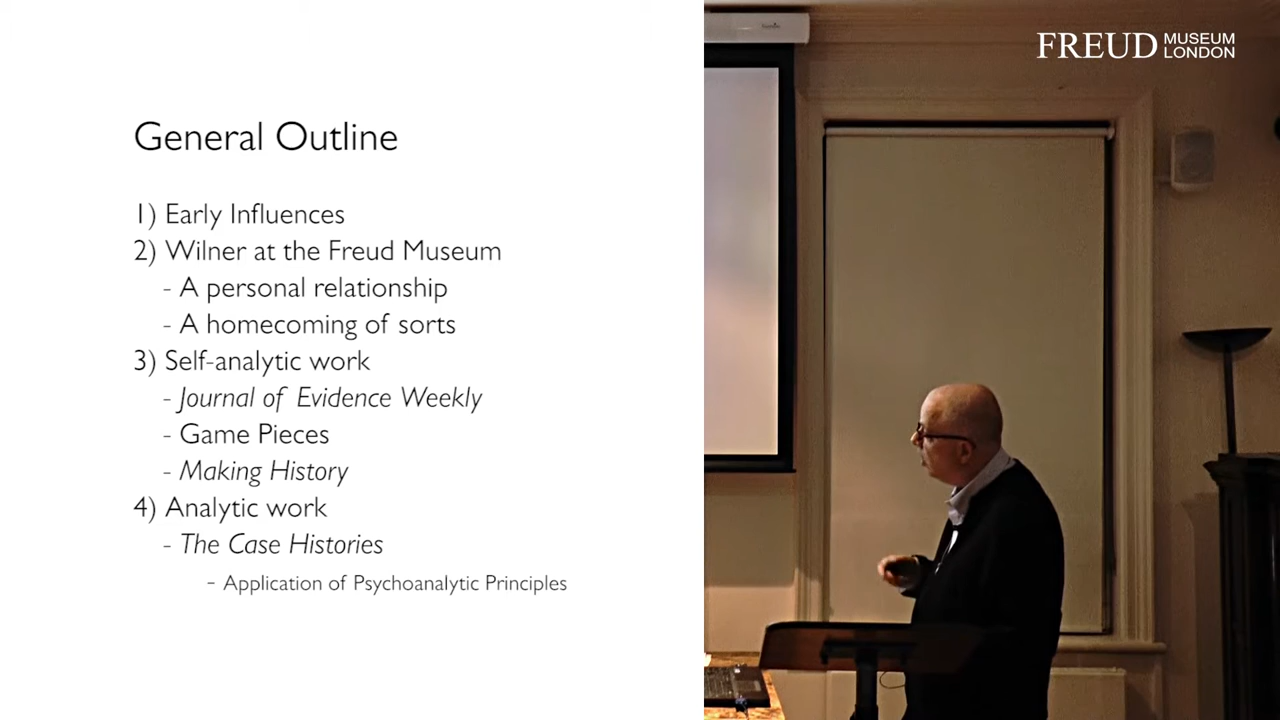 General Outline
1) Early Influences
2) Wilner at the Freud Museum
- A personal relationship
- A homecoming of sorts
3) Self-analytic work
- Journal of Evidence Weekly
- Game Pieces
- Making History
4) Analytic work
- The Case Histories
- Application of Psychoanalytic Principles
FREUD MUSEUM LONDON